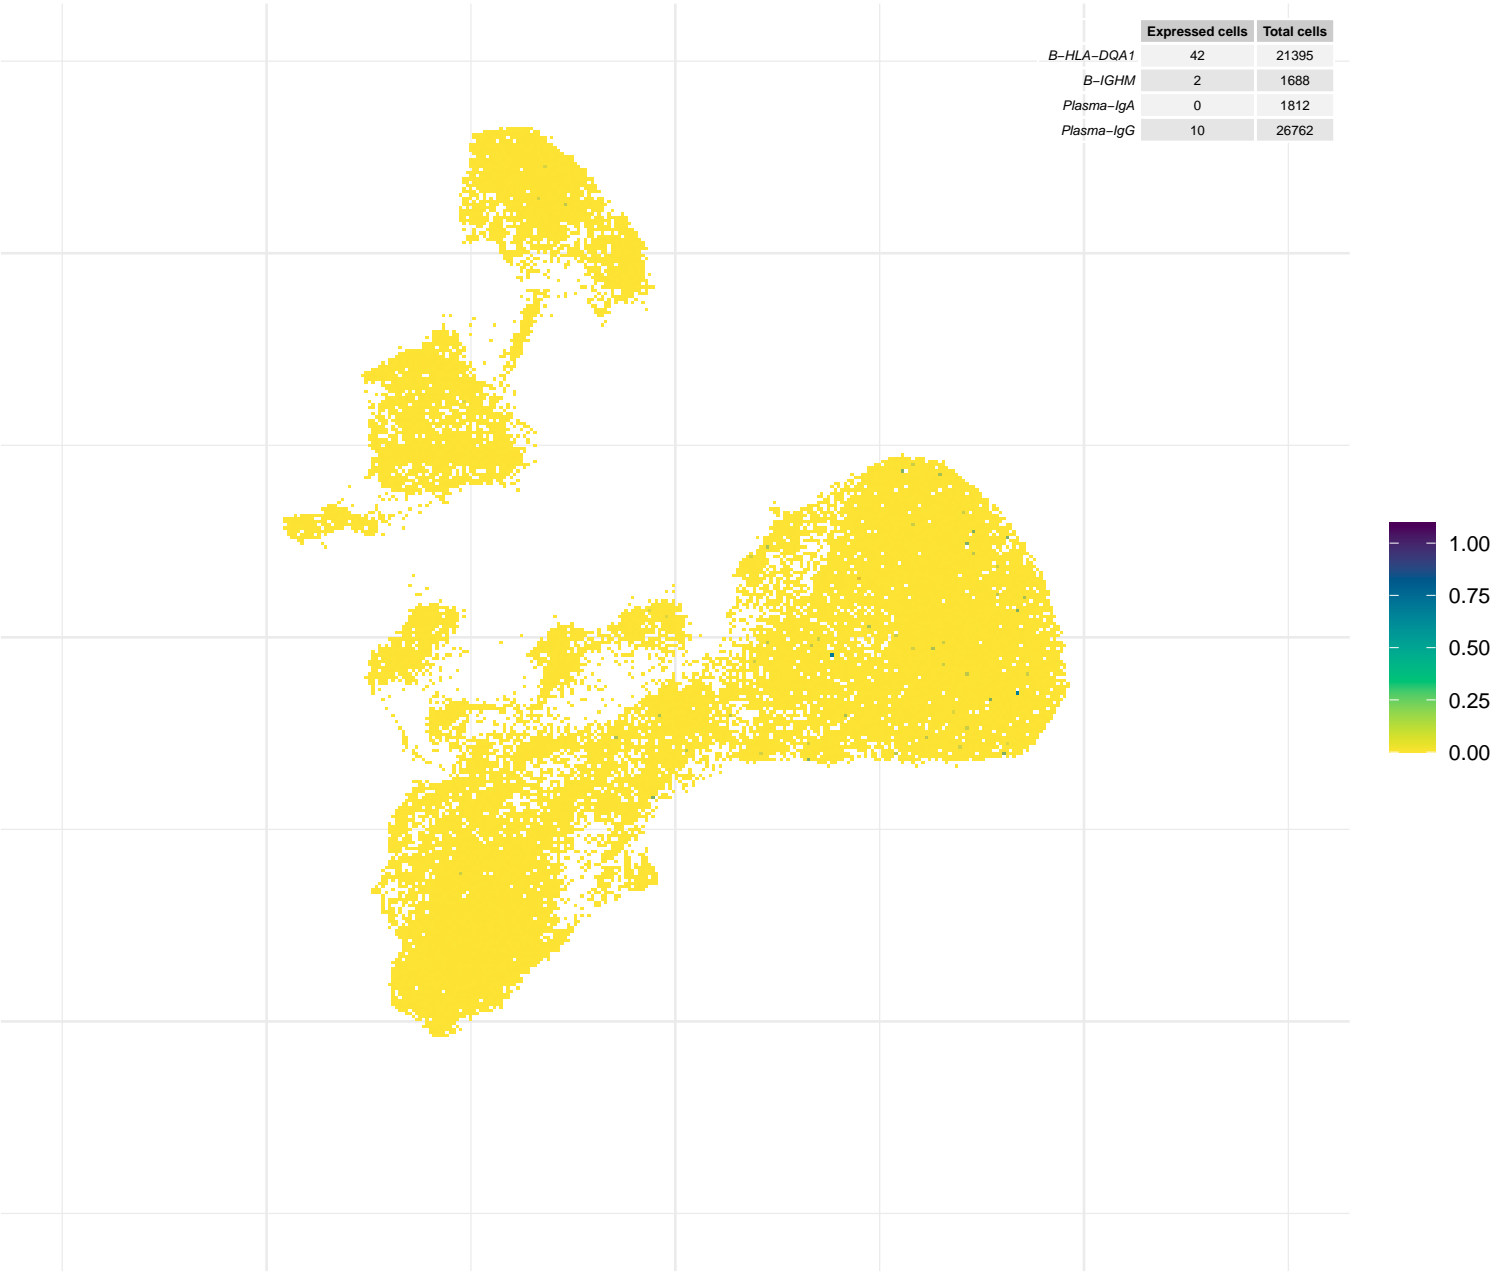 Expressed cells Total cells
B−HLA−DQA1 42 21395
B−IGHM 2 1688
Plasma−IgA 0 1812
Plasma−IgG 10 26762
1.00
0.75
0.50
0.25
0.00